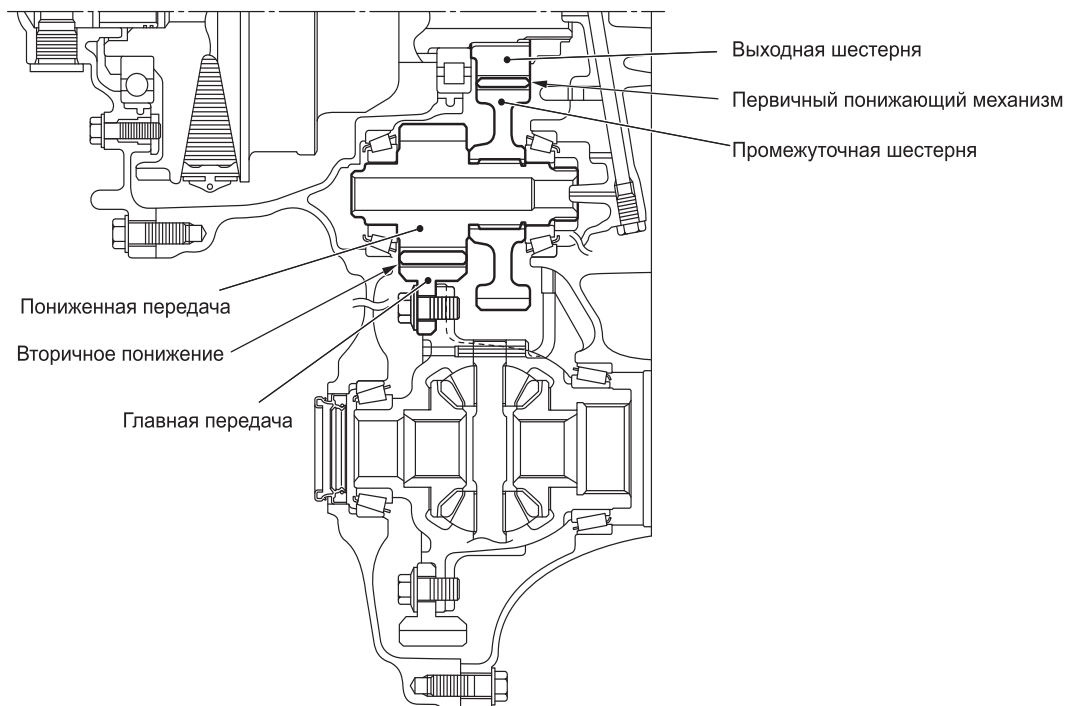 Выходная шестерня
Первичный понижающий механизм
Промежуточная шестерня
Пониженная передача
Вторичное понижение
Главная передача